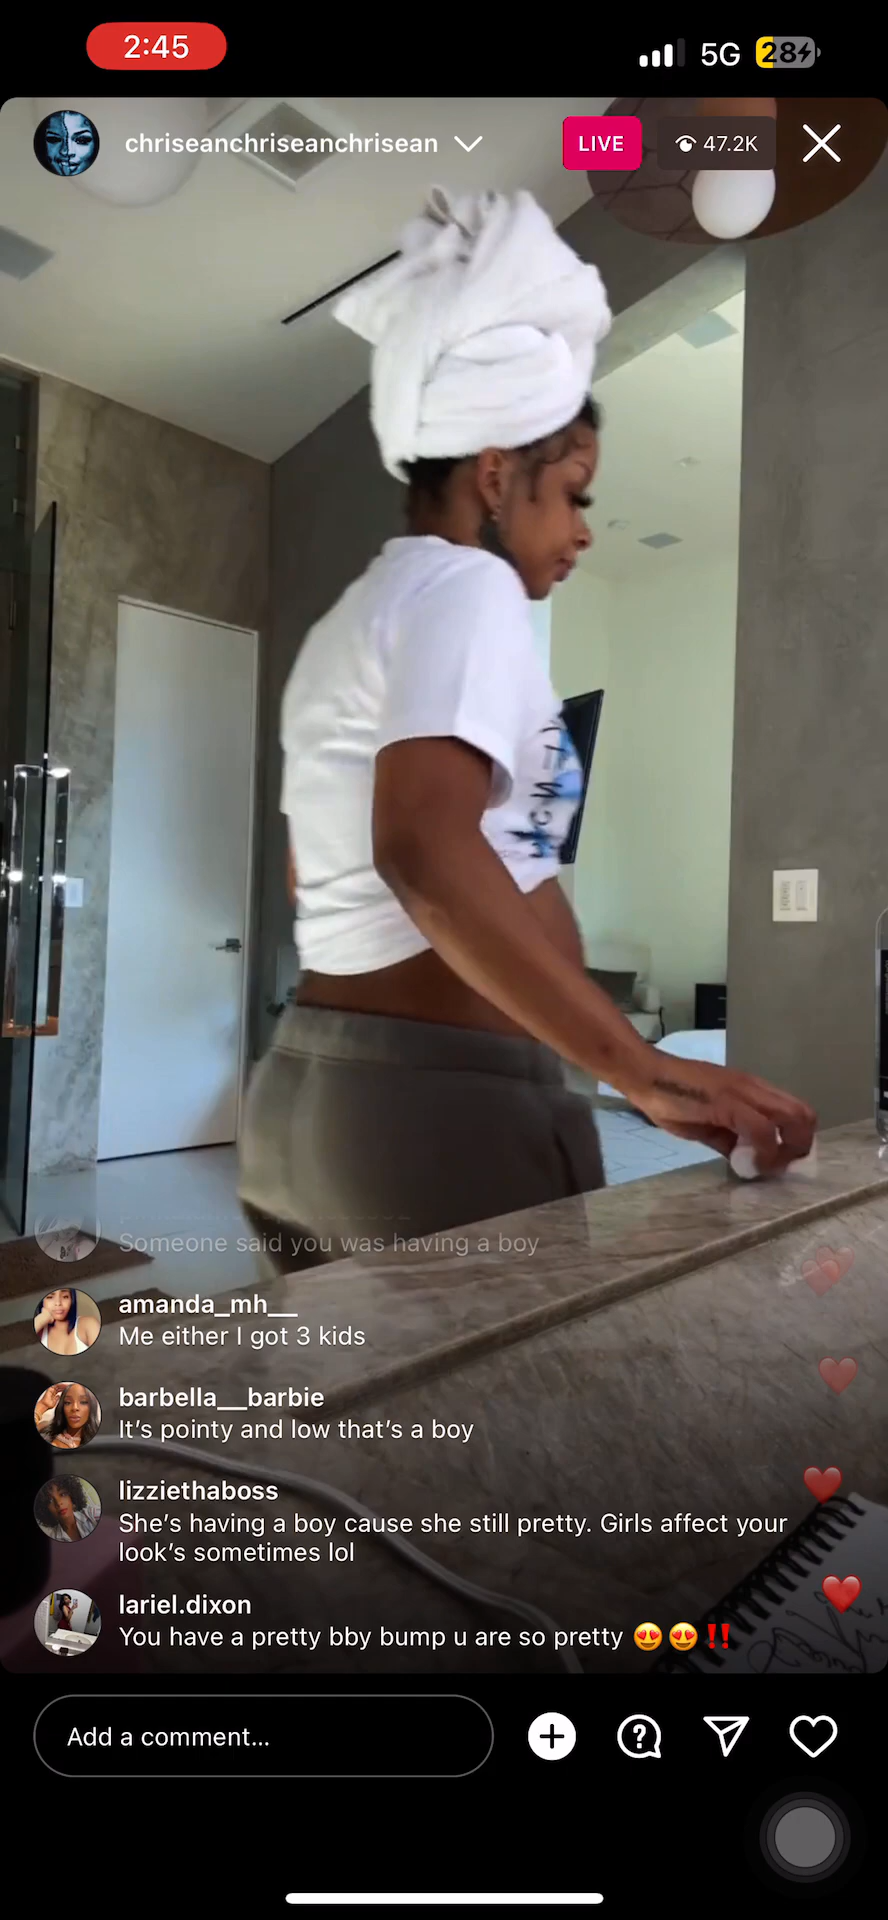 2:45
5G
28
chriseanchriseanchrisean
LIVE
47.2K
Someone said you was having a boy
amanda_mh__
Me either I got 3 kids
barbella__barbie
It’s pointy and low that’s a boy
lizziethaboss
She’s having a boy cause she still pretty. Girls affect your
look’s sometimes lol
lariel.dixon
You have a pretty bby bump u are so pretty 😍😍‼️
Add a comment...